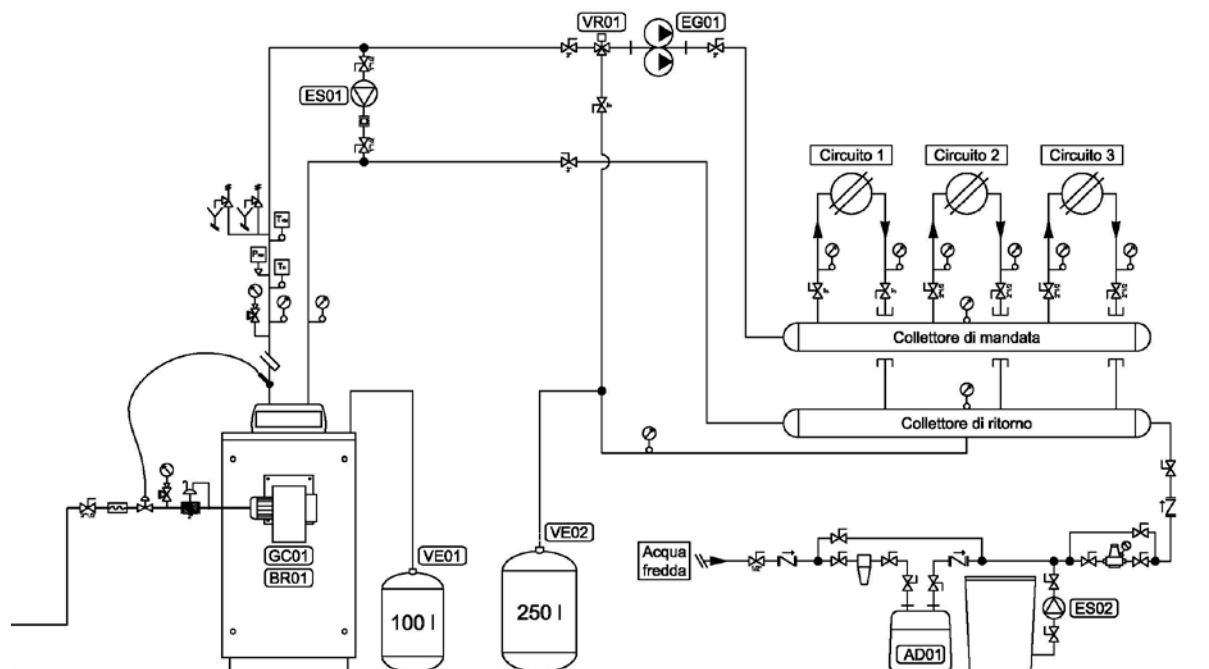 VR01
EG01
ES01
Circuito 1
Circuito 2
Circuito 3
Collettore di mandata
Collettore di ritorno
GC01
BR01
VE01
100 l
VE02
250 l
Acqua
fredda
AD01
ES02